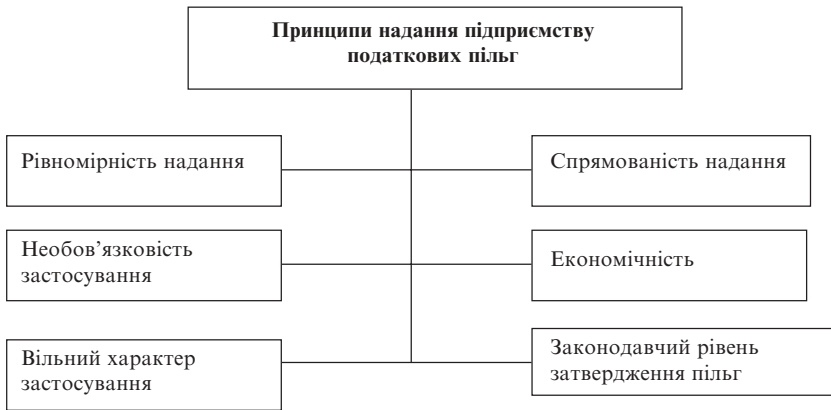 Принципи надання підприємству
податкових пільг
Рівномірність надання
Спрямованість надання
Необов'язковість
застосування
Економічність
Вільний характер
застосування
Законодавчий рівень
затвердження пільг